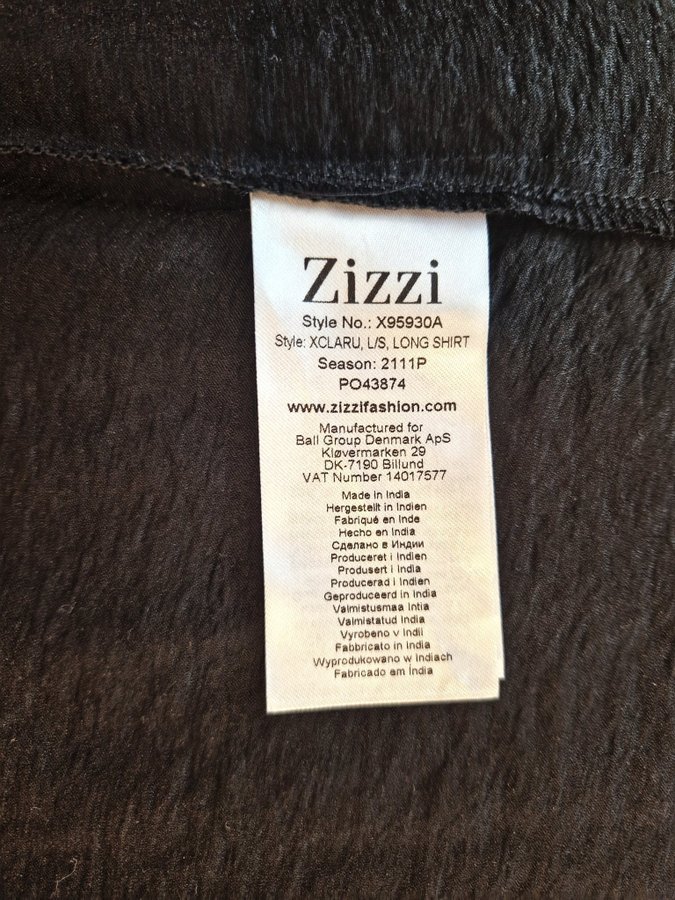 Zizzi
Style No.: X95930A
Style: XCLARU, L/S, LONG SHIRT
Season: 2111P
PO43874
www.zizzifashion.com
Manufactured for
Ball Group Denmark ApS
Kløvermarken 29
DK-7190 Billund
VAT Number 14017577
Made in India
Hergestellt in Indien
Fabriqué en Inde
Hecho en India
Сделано в Индии
Produceret i Indien
Produsert i India
Producerad i Indien
Geproduceerd in India
Valmistusmaa Intia
Valmistatud India
Vyrobeno v Indii
Fabbricato in India
Wyprodukowano w Indiach
Fabricado em Índia